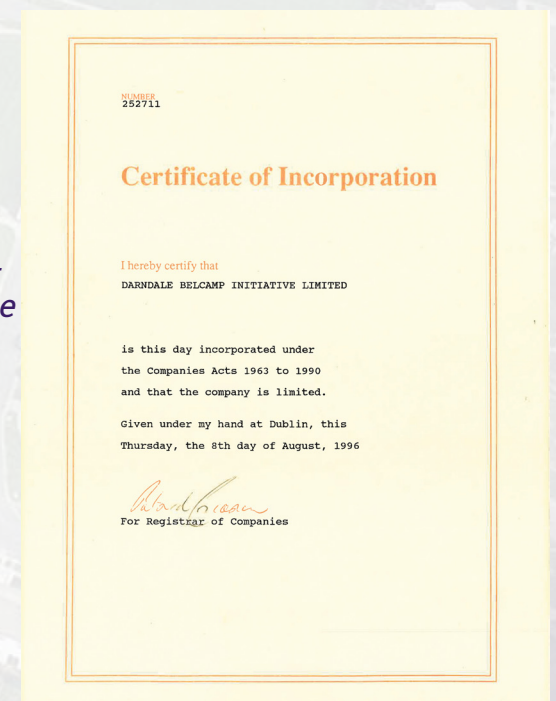 e
NUMBER
252711
Certificate of Incorporation
I hereby certify that
DARNDALE BELCAMP INITIATIVE LIMITED
is this day incorporated under
the Companies Acts 1963 to 1990
and that the company is limited.
Given under my hand at Dublin, this
Thursday, the 8th day of August, 1996
For Registrar of Companies